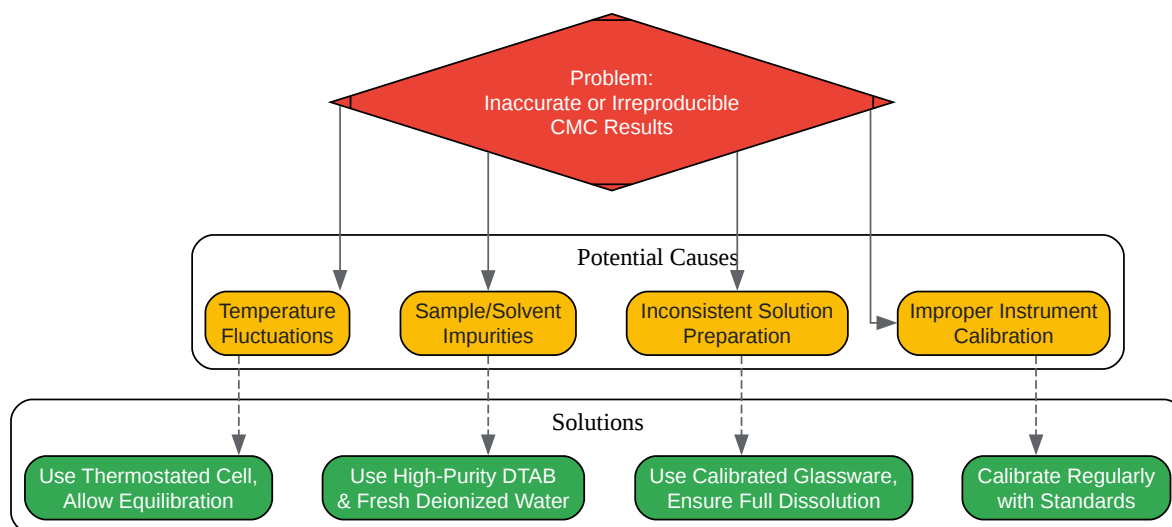 Problem:
Inaccurate or Irreproducible
CMC Results
Potential Causes
Temperature
Fluctuations
Sample/Solvent
Impurities
Inconsistent Solution
Preparation
Improper Instrument
Calibration
Solutions
Use Thermostated Cell,
Allow Equilibration
Use High-Purity DTAB
& Fresh Deionized Water
Use Calibrated Glassware,
Ensure Full Dissolution
Calibrate Regularly
with Standards